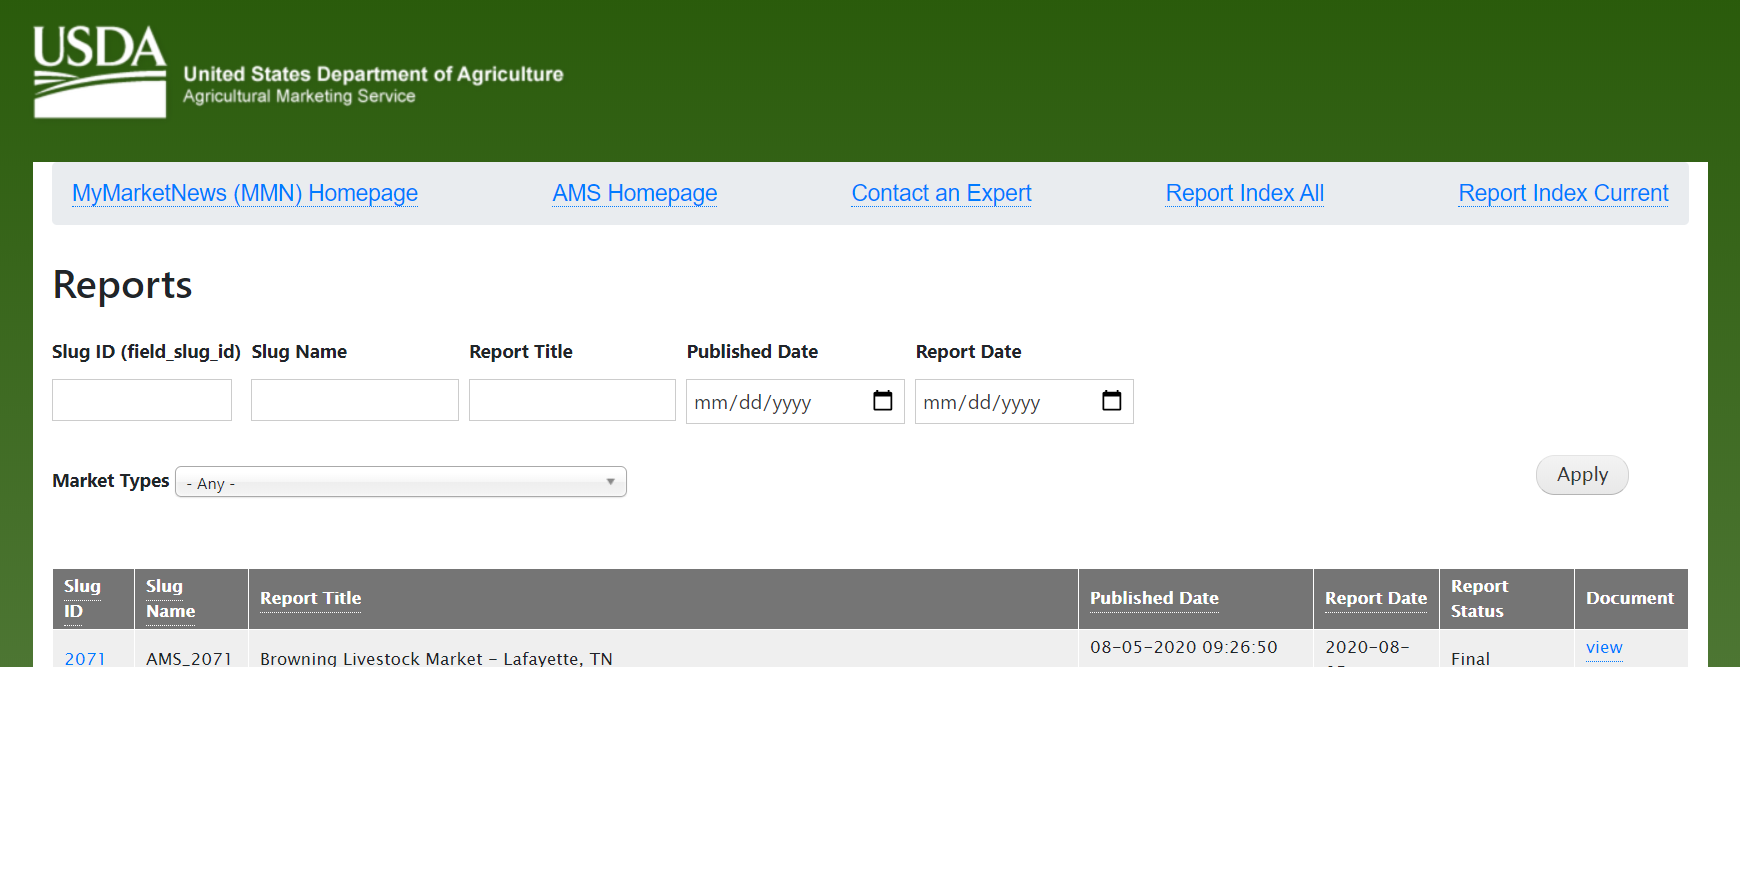 USDA
United States Department of Agriculture
Agricultural Marketing Service
MyMarketNews (MMN) Homepage AMS Homepage Contact an Expert Report Index All Report Index Current
Reports
Slug ID (field_slug_id) Slug Name Report Title Published Date Report Date
mm/dd/yyyy mm/dd/yyyy
Market Types - Any - Apply
Slug ID Slug Name Report Title Published Date Report Date Report Status Document
2071 AMS_2071 Browning Livestock Market - Lafayette, TN 08-05-2020 09:26:50 2020-08- Final view